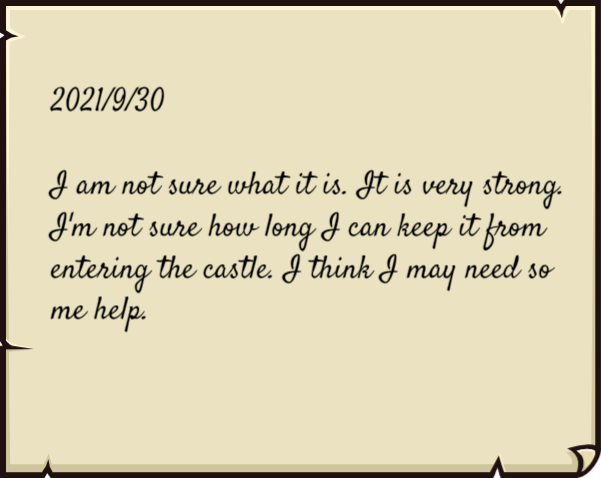 2021/9/30
I am not sure what it is. It is very strong.
I'm not sure how long I can keep it from
entering the castle. I think I may need so
me help.